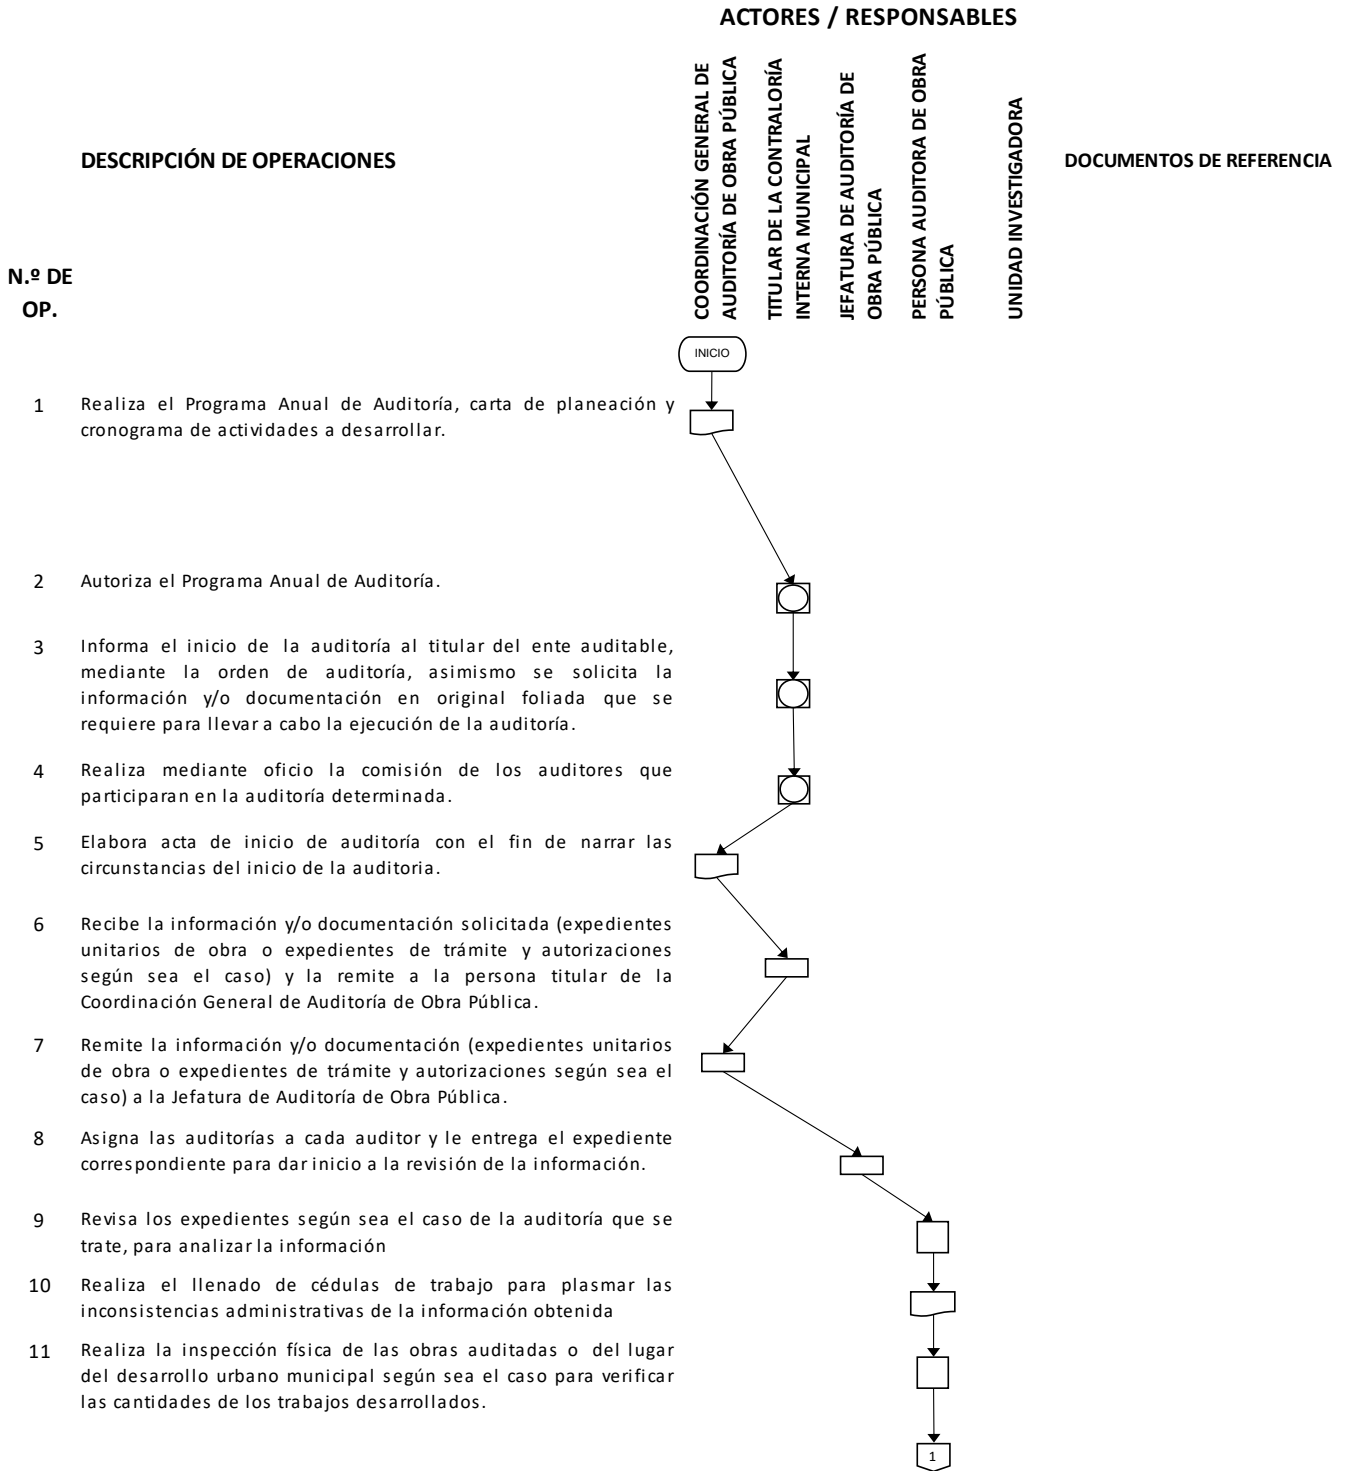 ACTORES / RESPONSABLES
COORDINACIÓN GENERAL DE
AUDITORÍA DE OBRA PÚBLICA
TITULAR DE LA CONTRALORÍA
INTERNA MUNICIPAL
JEFATURA DE AUDITORÍA DE
OBRA PÚBLICA
PERSONA AUDITORA DE OBRA
PÚBLICA
UNIDAD INVESTIGADORA
DESCRIPCIÓN DE OPERACIONES
DOCUMENTOS DE REFERENCIA
N.º DE
OP.
INICIO
1 Realiza el Programa Anual de Auditoría, carta de planeación y
cronograma de actividades a desarrollar.
2 Autoriza el Programa Anual de Auditoría.
3 Informa el inicio de la auditoría al titular del ente auditable,
mediante la orden de auditoría, asimismo se solicita la
información y/o documentación en original foliada que se
requiere para llevar a cabo la ejecución de la auditoría.
4 Realiza mediante oficio la comisión de los auditores que
participaran en la auditoría determinada.
5 Elabora acta de inicio de auditoría con el fin de narrar las
circunstancias del inicio de la auditoria.
6 Recibe la información y/o documentación solicitada (expedientes
unitarios de obra o expedientes de trámite y autorizaciones
según sea el caso) y la remite a la persona titular de la
Coordinación General de Auditoría de Obra Pública.
7 Remite la información y/o documentación (expedientes unitarios
de obra o expedientes de trámite y autorizaciones según sea el
caso) a la Jefatura de Auditoría de Obra Pública.
8 Asigna las auditorías a cada auditor y le entrega el expediente
correspondiente para dar inicio a la revisión de la información.
9 Revisa los expedientes según sea el caso de la auditoría que se
trate, para analizar la información
10 Realiza el llenado de cédulas de trabajo para plasmar las
inconsistencias administrativas de la información obtenida
11 Realiza la inspección física de las obras auditadas o del lugar
del desarrollo urbano municipal según sea el caso para verificar
las cantidades de los trabajos desarrollados.
1